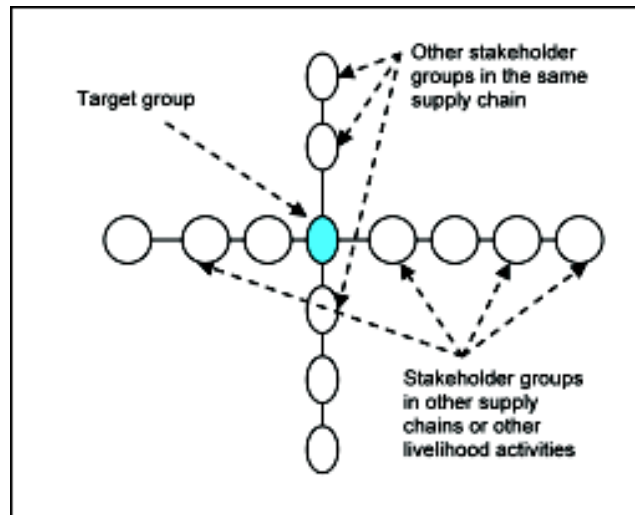 Other stakeholder
groups in the same
supply chain
Target group
Stakeholder groups
in other supply
chains or other
livelihood activities